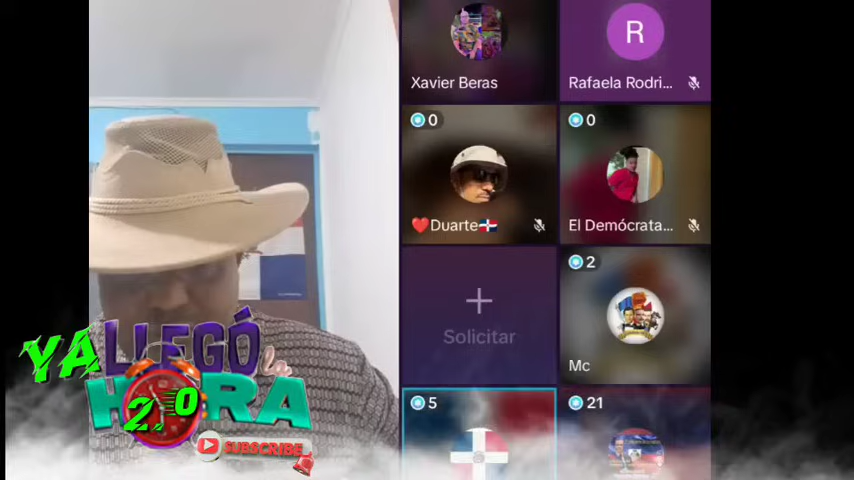 Xavier Beras
Rafaela Rodri...
0
0
❤️Duarte🇩🇴
El Demócrata...
2
Solicitar
Mc
5
21
R
YA LLEGÓ la
HORA
2.0
SUBSCRIBE